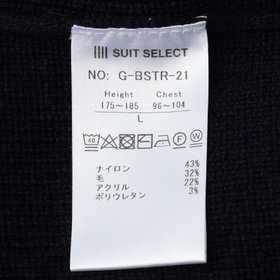 SUIT SELECT
NO: G-BSTR-21
Height Chest
175~185 96~104
L
40 F W
ナイロン 43%
毛 32%
アクリル 22%
ポリウレタン 3%